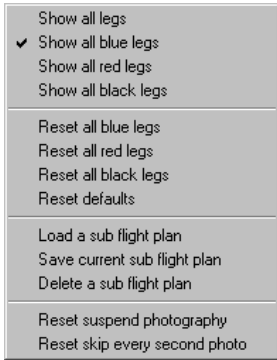 Show all legs
Show all blue legs
Show all red legs
Show all black legs
Reset all blue legs
Reset all red legs
Reset all black legs
Reset defaults
Load a sub flight plan
Save current sub flight plan
Delete a sub flight plan
Reset suspend photography
Reset skip every second photo